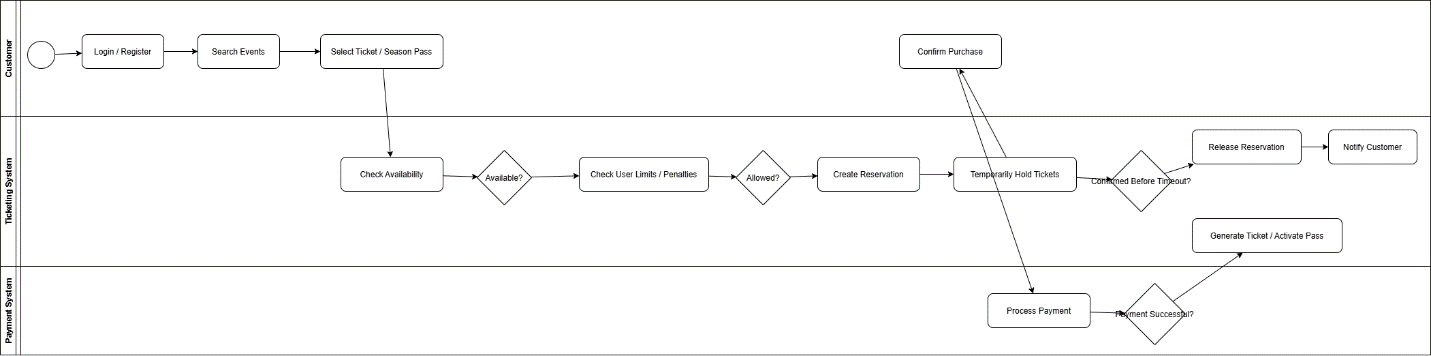 Customer
Login / Register
Search Events
Select Ticket / Season Pass
Confirm Purchase
Ticketing System
Check Availability
Available?
Check User Limits / Penalties
Allowed?
Create Reservation
Temporarily Hold Tickets
Confirmed Before Timeout?
Release Reservation
Notify Customer
Generate Ticket / Activate Pass
Payment System
Process Payment
Payment Successful?